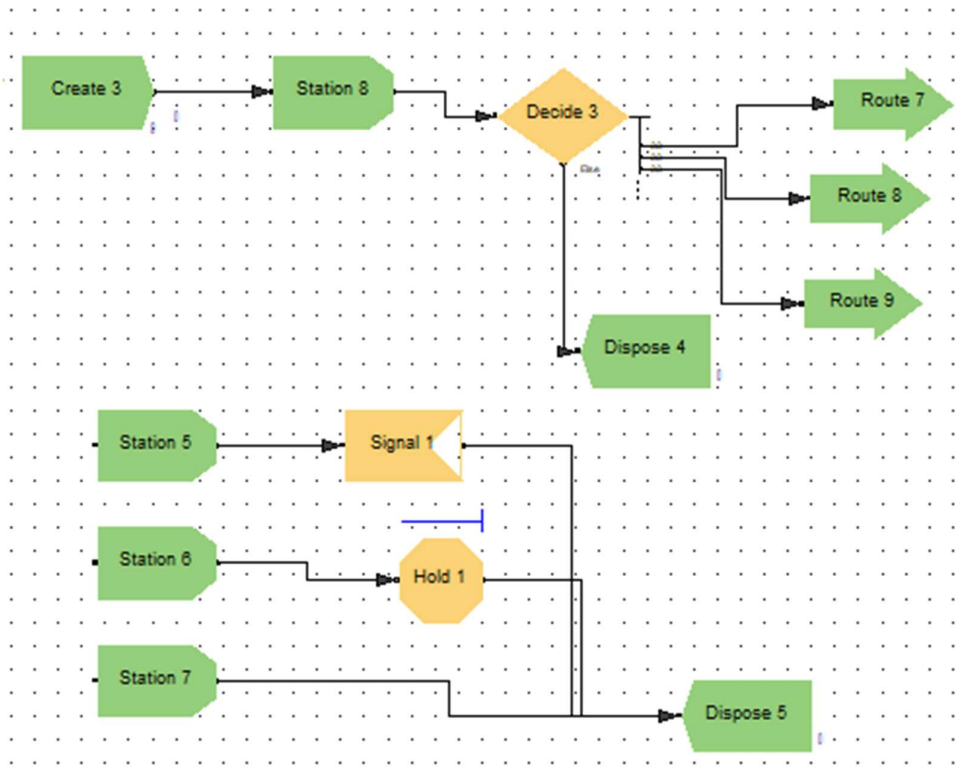 Create 3
Station 8
Decide 3
Route 7
Route 8
Route 9
Dispose 4
Station 5
Signal 1
Station 6
Hold 1
Station 7
Dispose 5